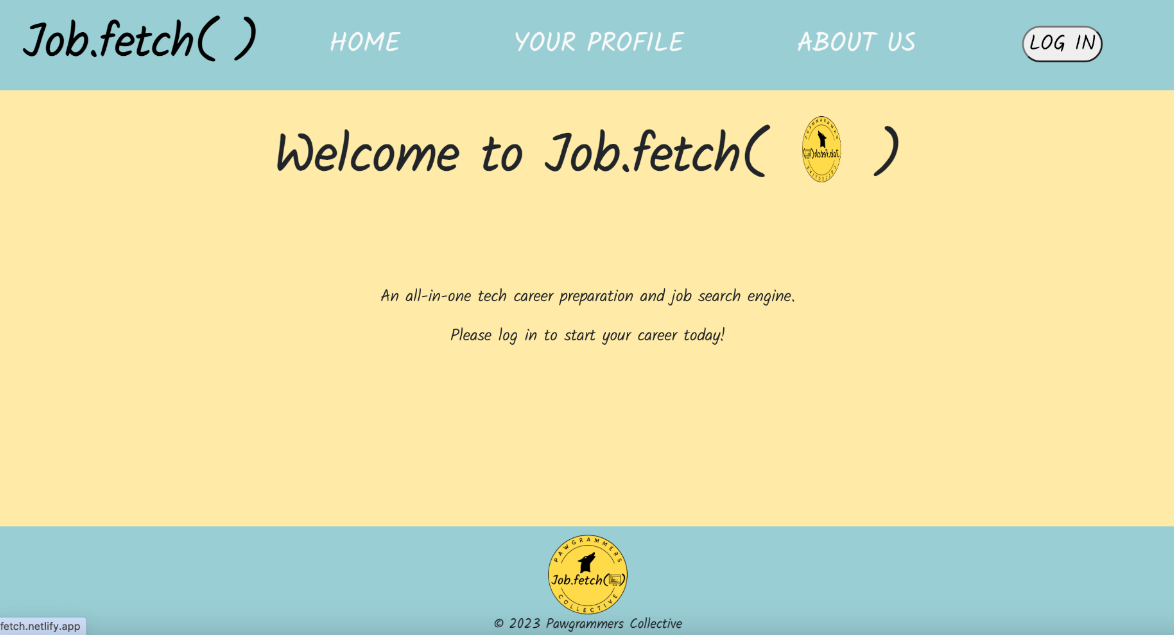 Job.fetch( )
HOME
YOUR PROFILE
ABOUT US
LOG IN
Welcome to Job.fetch( )
An all-in-one tech career preparation and job search engine.
Please log in to start your career today!
PAWGRAMMERS
Job.fetch( )
COLLECTIVE
© 2023 Pawgrammers Collective
fetch.netlify.app